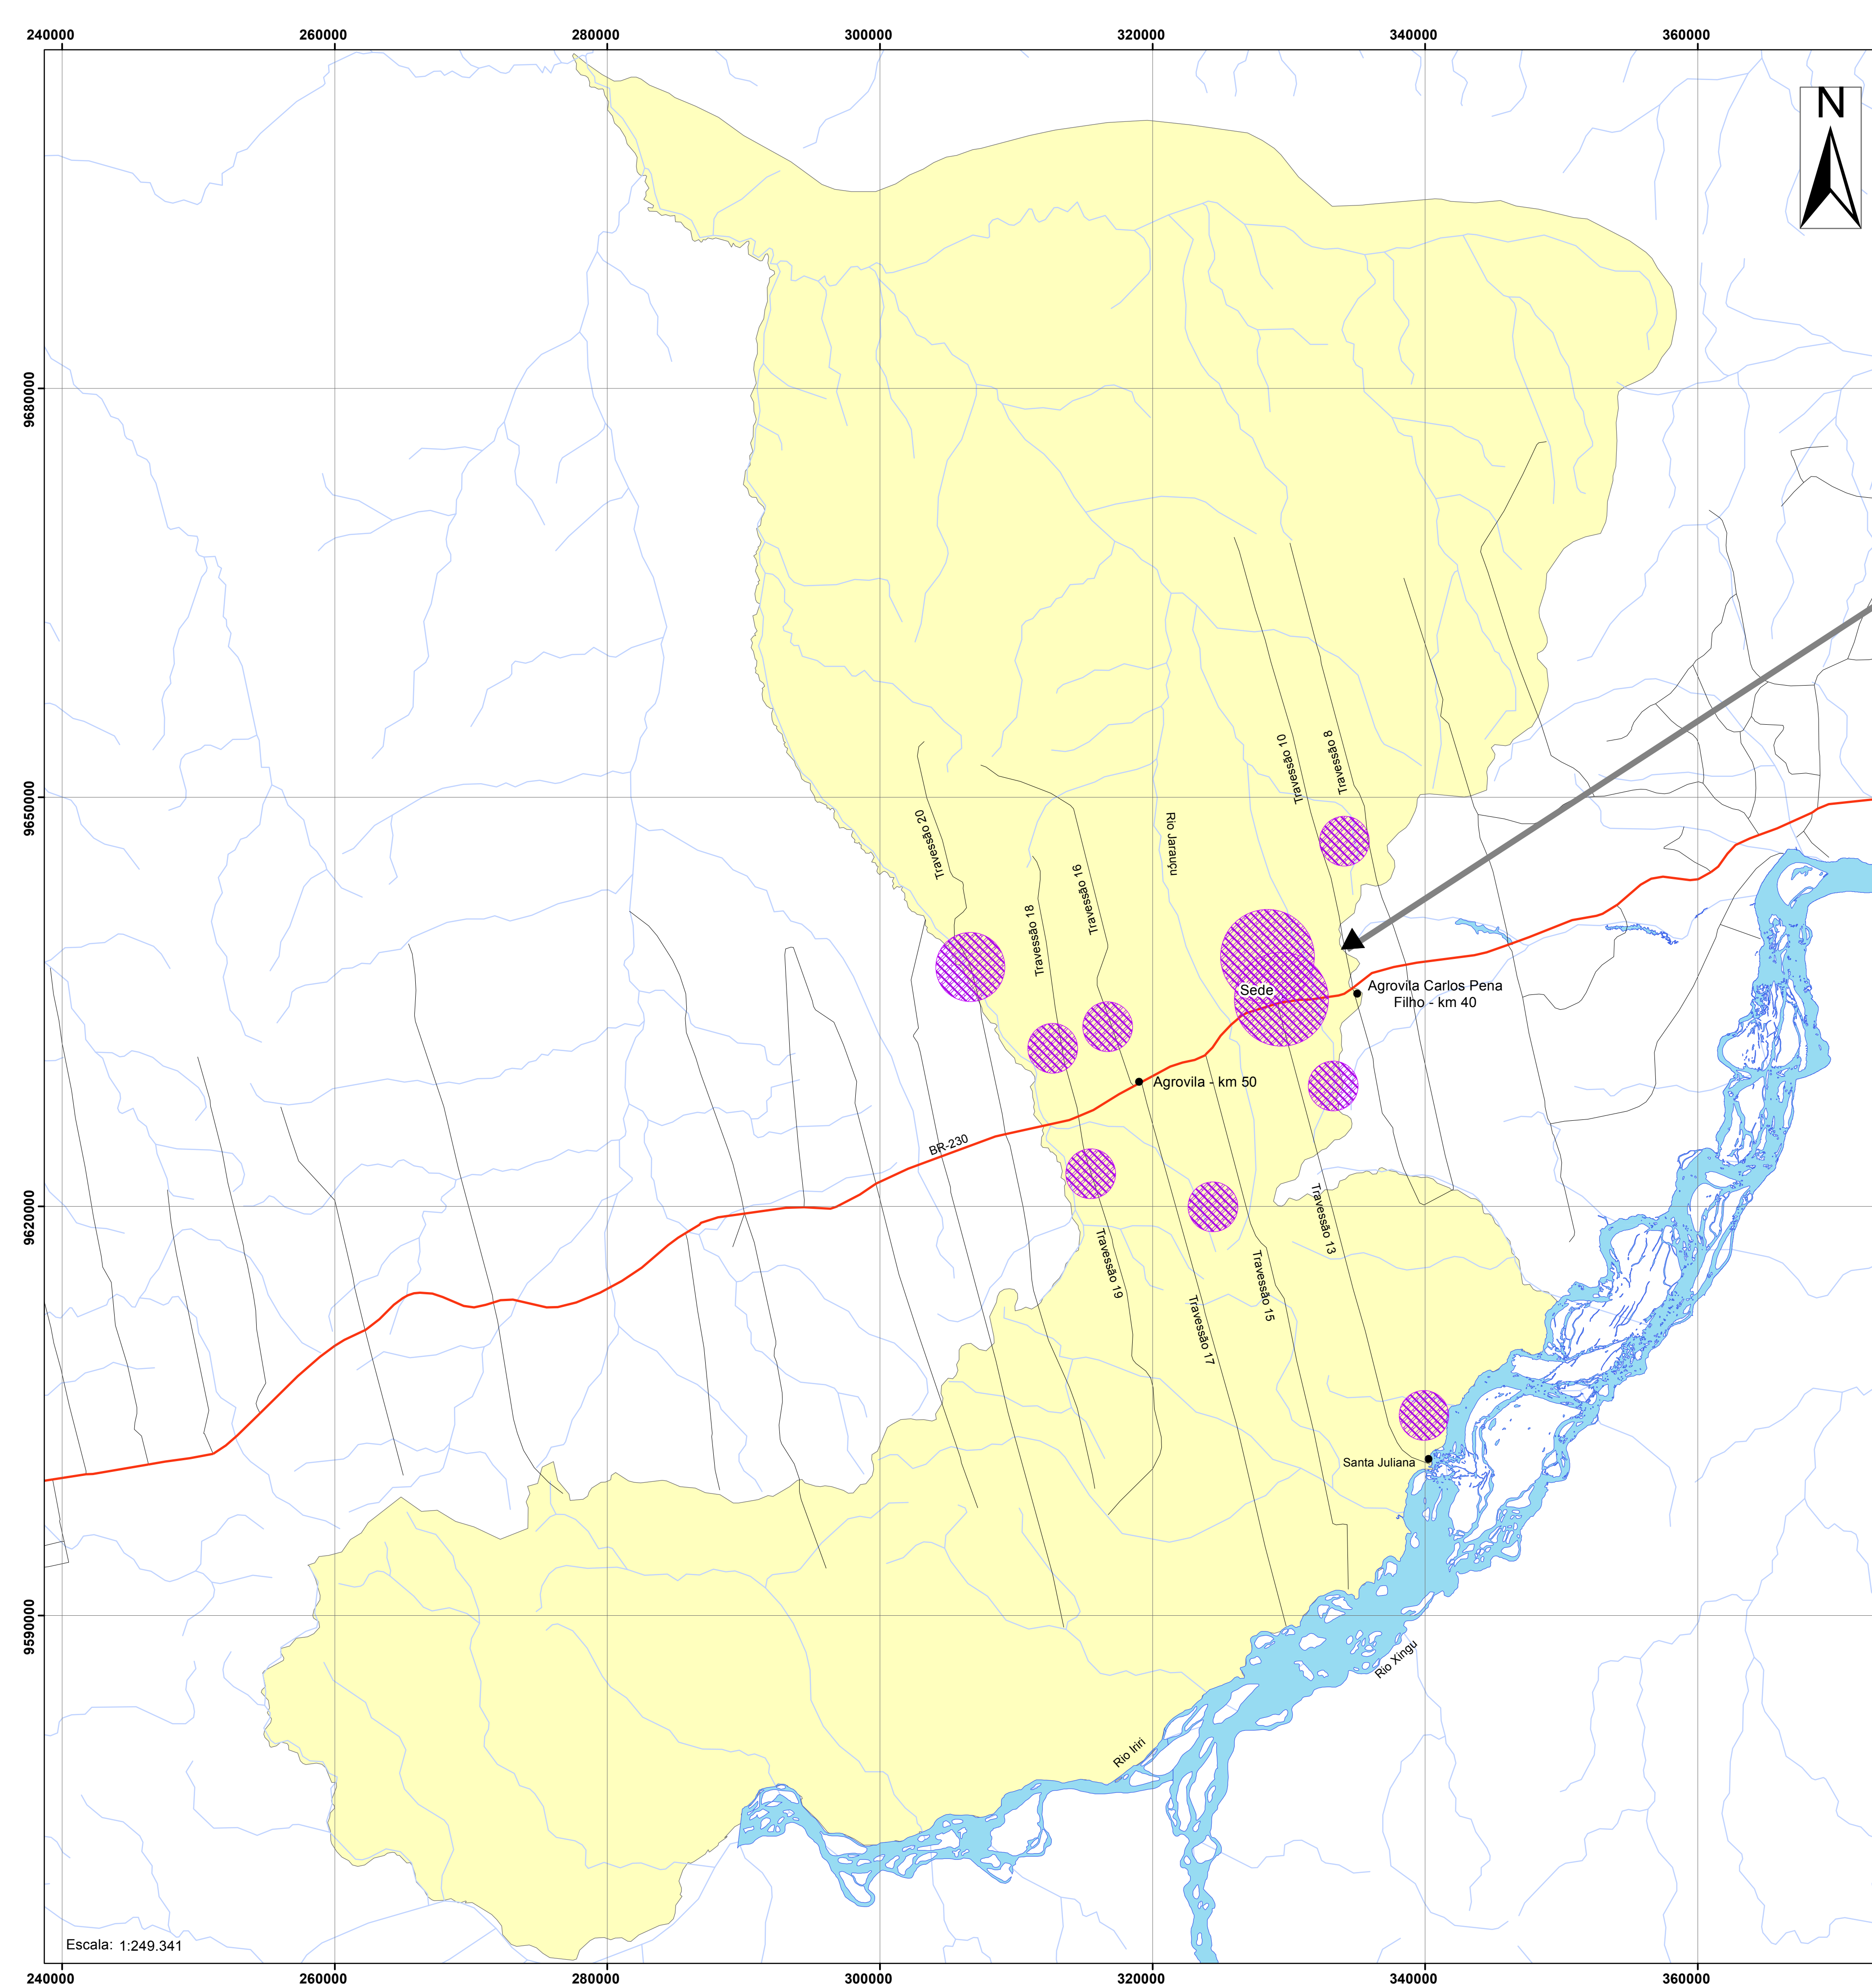 240000 260000 280000 300000 320000 340000 360000
N
9680000
Travessão 10
Travessão 8
9650000
Travessão 20
Rio Jarauçu
Travessão 16
Travessão 18
Sede
Agrovila Carlos Pena
Filho - km 40
Agrovila - km 50
BR-230
9620000
Travessão 13
Travessão 19
Travessão 15
Travessão 17
Santa Juliana
9590000
Rio Xingu
Rio Iriri
Escala: 1:249.341
240000 260000 280000 300000 320000 340000 360000